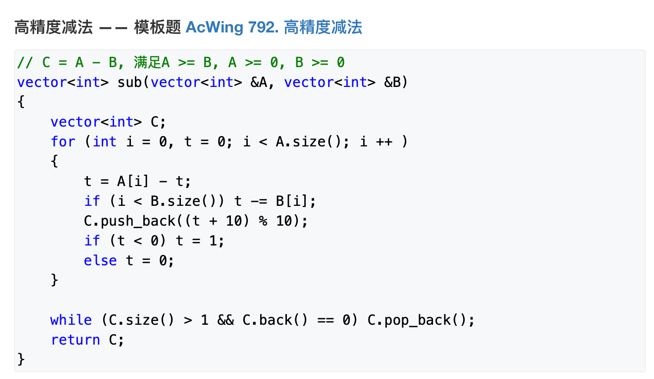 高精度减法 —— 模板题 AcWing 792. 高精度减法
// C = A - B, 满足A >= B, A >= 0, B >= 0
vector<int> sub(vector<int> &A, vector<int> &B)
{
    vector<int> C;
    for (int i = 0, t = 0; i < A.size(); i ++ )
    {
        t = A[i] - t;
        if (i < B.size()) t -= B[i];
        C.push_back((t + 10) % 10);
        if (t < 0) t = 1;
        else t = 0;
    }

    while (C.size() > 1 && C.back() == 0) C.pop_back();
    return C;
}